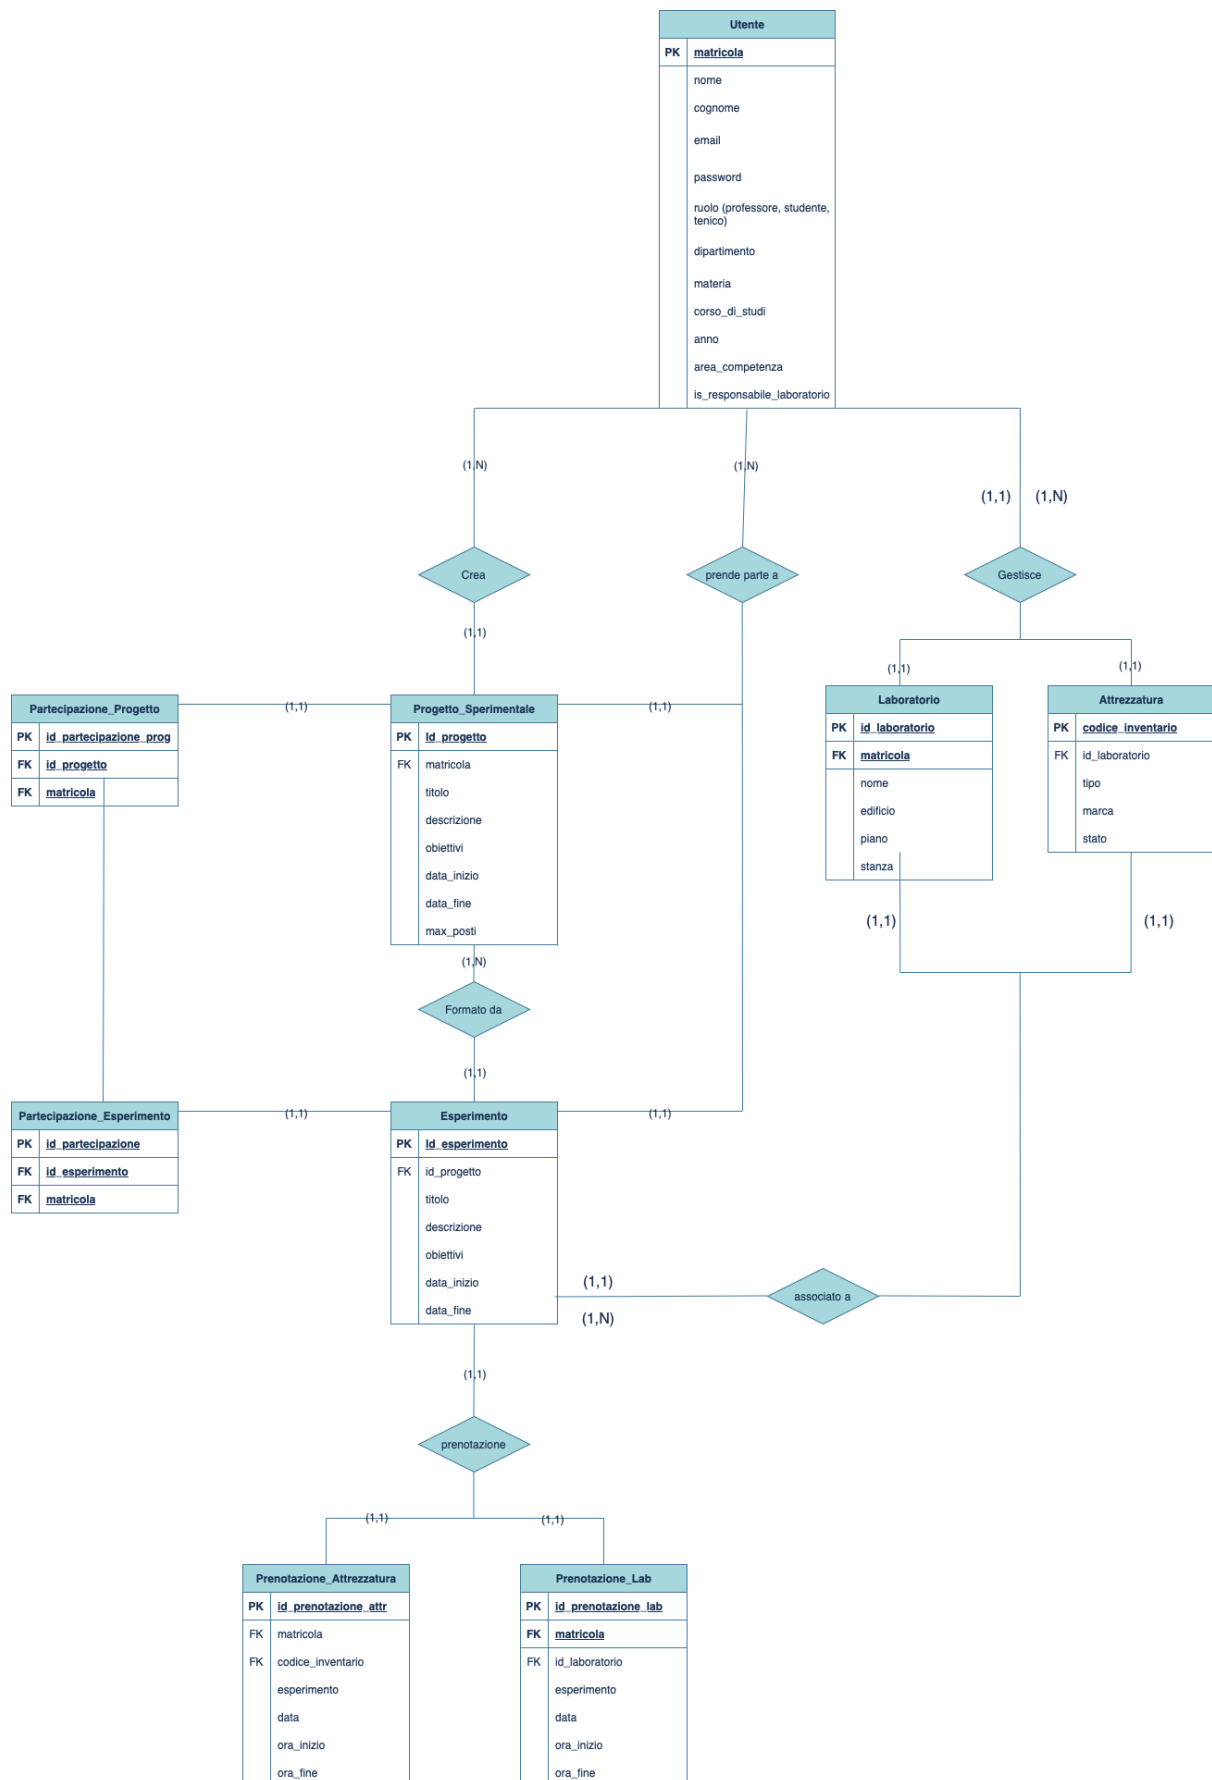 Utente
PK matricola
nome
cognome
email
password
ruolo (professore, studente,
tenico)
dipartimento
materia
corso_di_studi
anno
area_competenza
is_responsabile_laboratorio
(1,N)
(1,N)
(1,1) (1,N)
Crea
prende parte a
Gestisce
(1,1)
(1,1)
(1,1)
Partecipazione_Progetto
PK id_partecipazione_prog
FK id_progetto
FK matricola
(1,1)
Progetto_Sperimentale
PK Id_progetto
FK matricola
titolo
descrizione
obiettivi
data_inizio
data_fine
max_posti
(1,1)
Laboratorio
PK id_laboratorio
FK matricola
nome
edificio
piano
stanza
Attrezzatura
PK codice_inventario
FK id_laboratorio
tipo
marca
stato
(1,1)
(1,1)
(1,N)
Formato da
(1,1)
Partecipazione_Esperimento
PK id_partecipazione
FK id_esperimento
FK matricola
(1,1)
Esperimento
PK Id_esperimento
FK id_progetto
titolo
descrizione
obiettivi
data_inizio
data_fine
(1,1)
(1,1)
(1,N)
associato a
(1,1)
prenotazione
(1,1)
(1,1)
Prenotazione_Attrezzatura
PK id_prenotazione_attr
FK matricola
FK codice_inventario
esperimento
data
ora_inizio
ora_fine
Prenotazione_Lab
PK id_prenotazione_lab
FK matricola
FK id_laboratorio
esperimento
data
ora_inizio
ora_fine